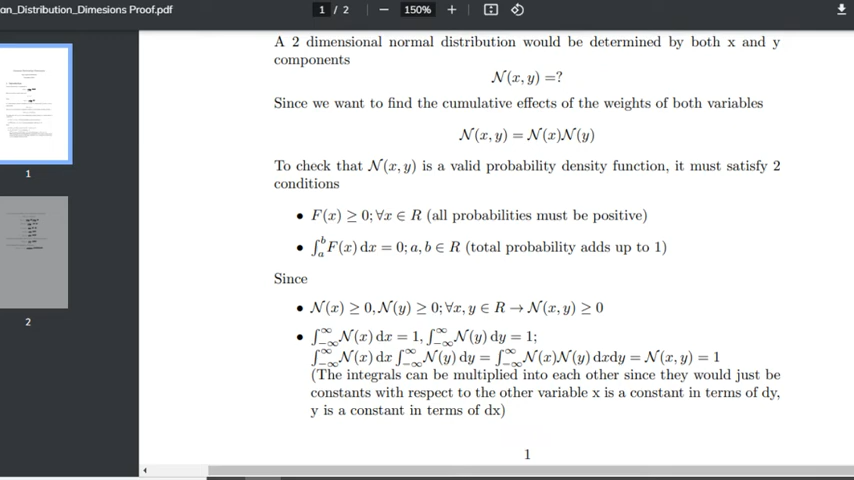 an_Distribution_Dimesions Proof.pdf
1 / 2
150%
A 2 dimensional normal distribution would be determined by both x and y
components
𝒩(x, y) =?
Since we want to find the cumulative effects of the weights of both variables
𝒩(x, y) = 𝒩(x)𝒩(y)
To check that 𝒩(x, y) is a valid probability density function, it must satisfy 2
conditions
• F(x) ≥ 0; ∀x ∈ R (all probabilities must be positive)
• ∫ₐᵇ F(x) dx = 0; a, b ∈ R (total probability adds up to 1)
Since
• 𝒩(x) ≥ 0, 𝒩(y) ≥ 0; ∀x, y ∈ R → 𝒩(x, y) ≥ 0
• ∫_{-∞}^{∞} 𝒩(x) dx = 1, ∫_{-∞}^{∞} 𝒩(y) dy = 1;
∫_{-∞}^{∞} 𝒩(x) dx ∫_{-∞}^{∞} 𝒩(y) dy = ∫_{-∞}^{∞} 𝒩(x)𝒩(y) dxdy = 𝒩(x, y) = 1
(The integrals can be multiplied into each other since they would just be
constants with respect to the other variable x is a constant in terms of dy,
y is a constant in terms of dx)
1
1
2